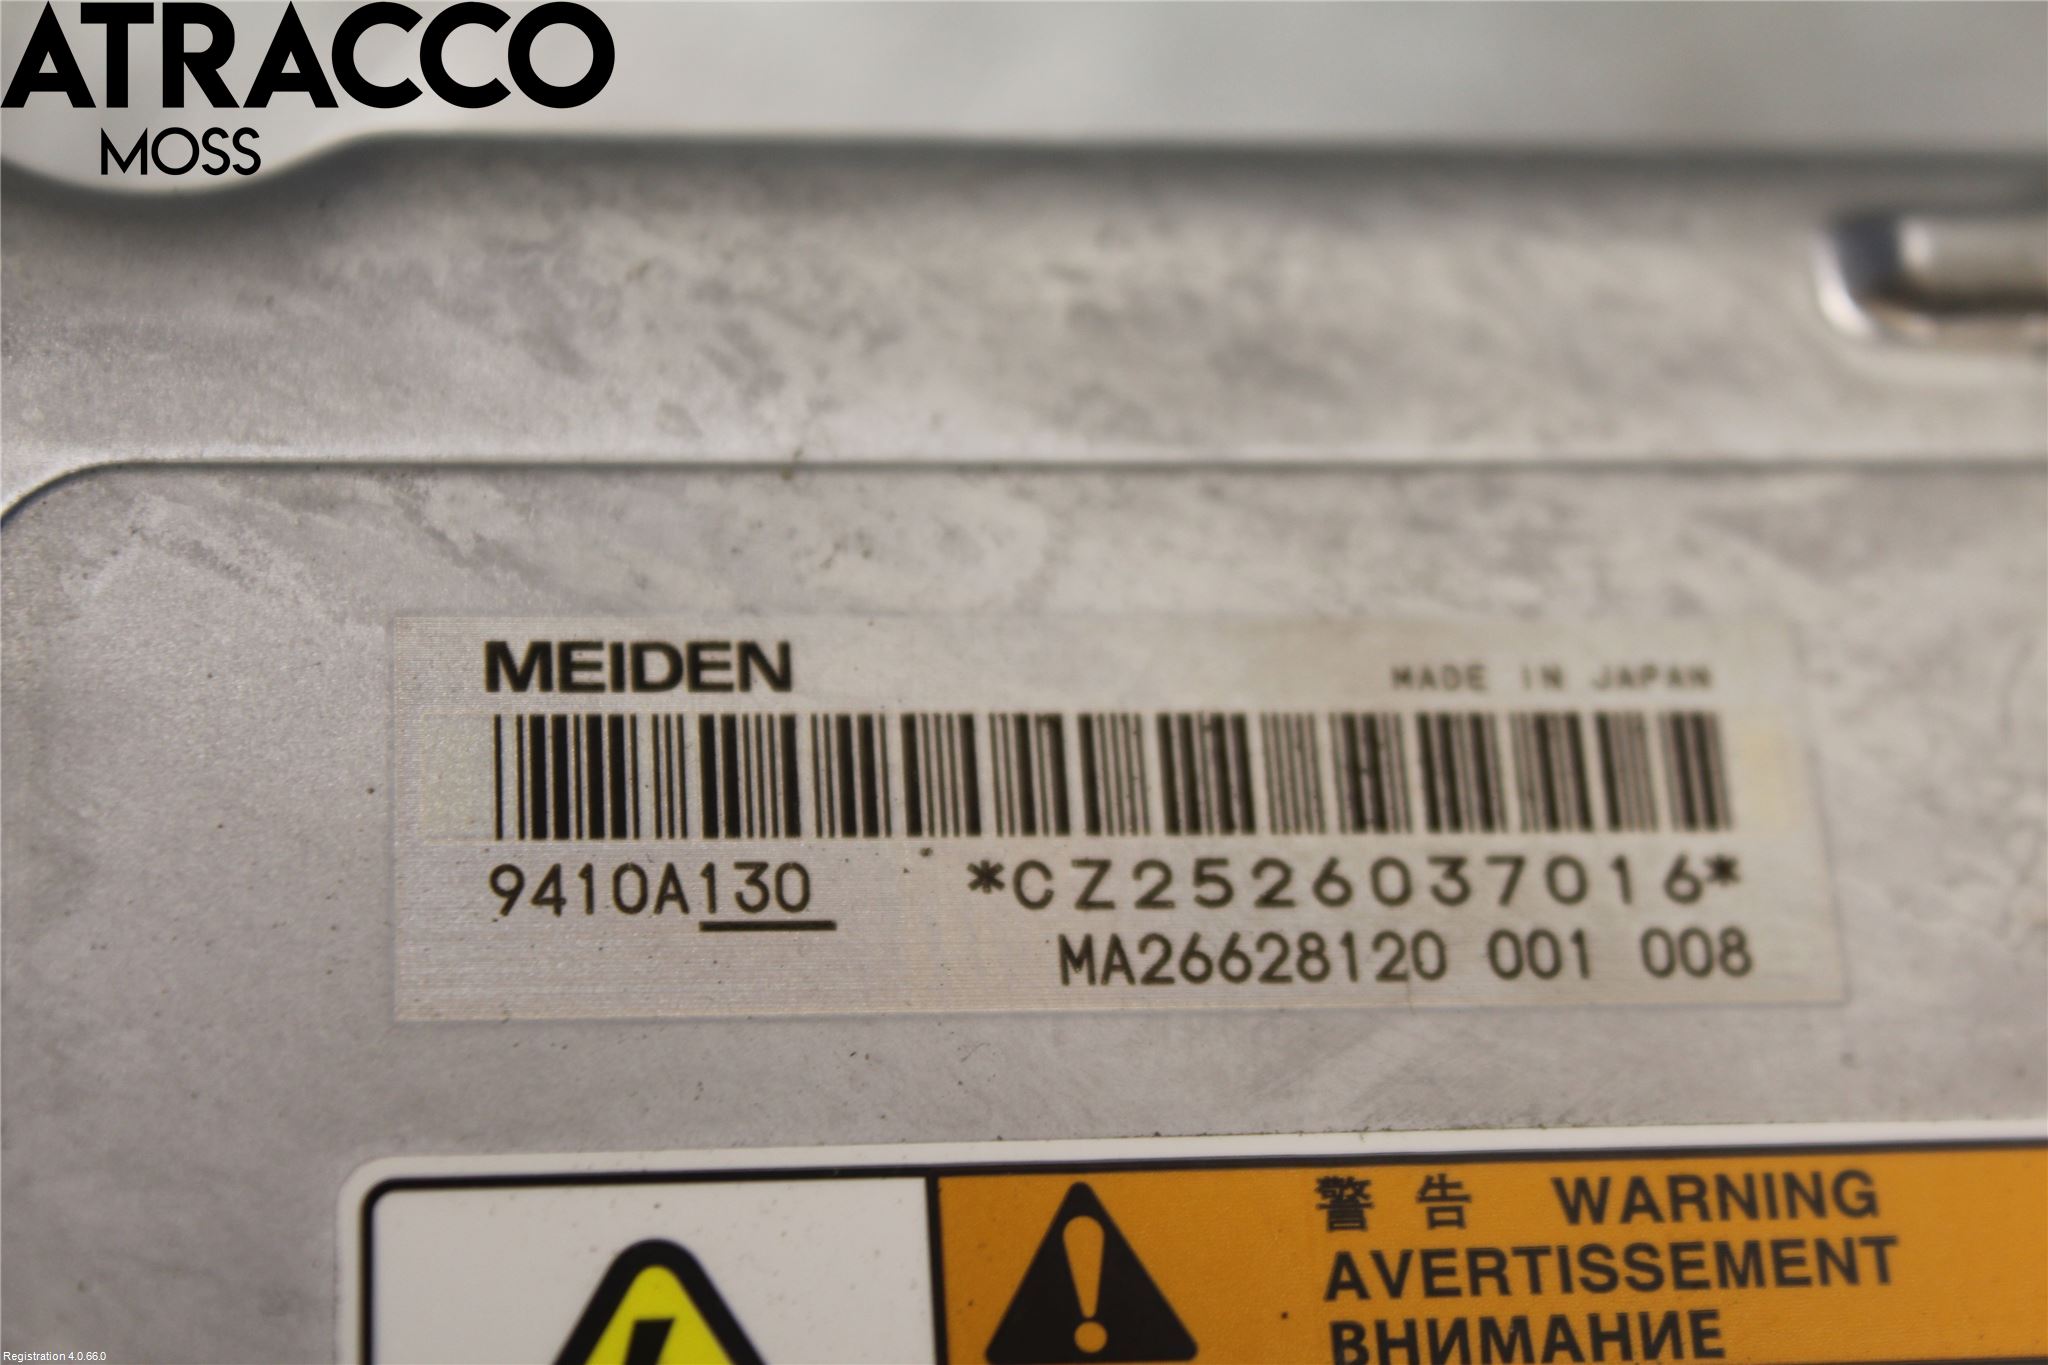 ATRACCO
MOSS
MEIDEN
MADE IN JAPAN
9410A130 *CZ2526037016*
MA26628120 001 008
警告 WARNING
AVERTISSEMENT
ВНИМАНИЕ
Registration 4.0.66.0